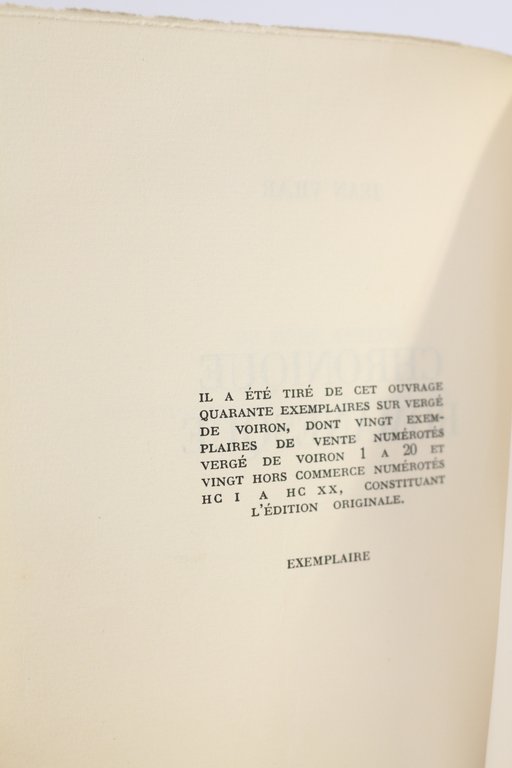 IL A ÉTÉ TIRÉ DE CET OUVRAGE
QUARANTE EXEMPLAIRES SUR VERGÉ
DE VOIRON, DONT VINGT EXEM-
PLAIRES DE VENTE NUMÉROTÉS
VERGÉ DE VOIRON 1 A 20 ET
VINGT HORS COMMERCE NUMÉROTÉS
HC I A HC XX, CONSTITUANT
L'ÉDITION ORIGINALE.
EXEMPLAIRE